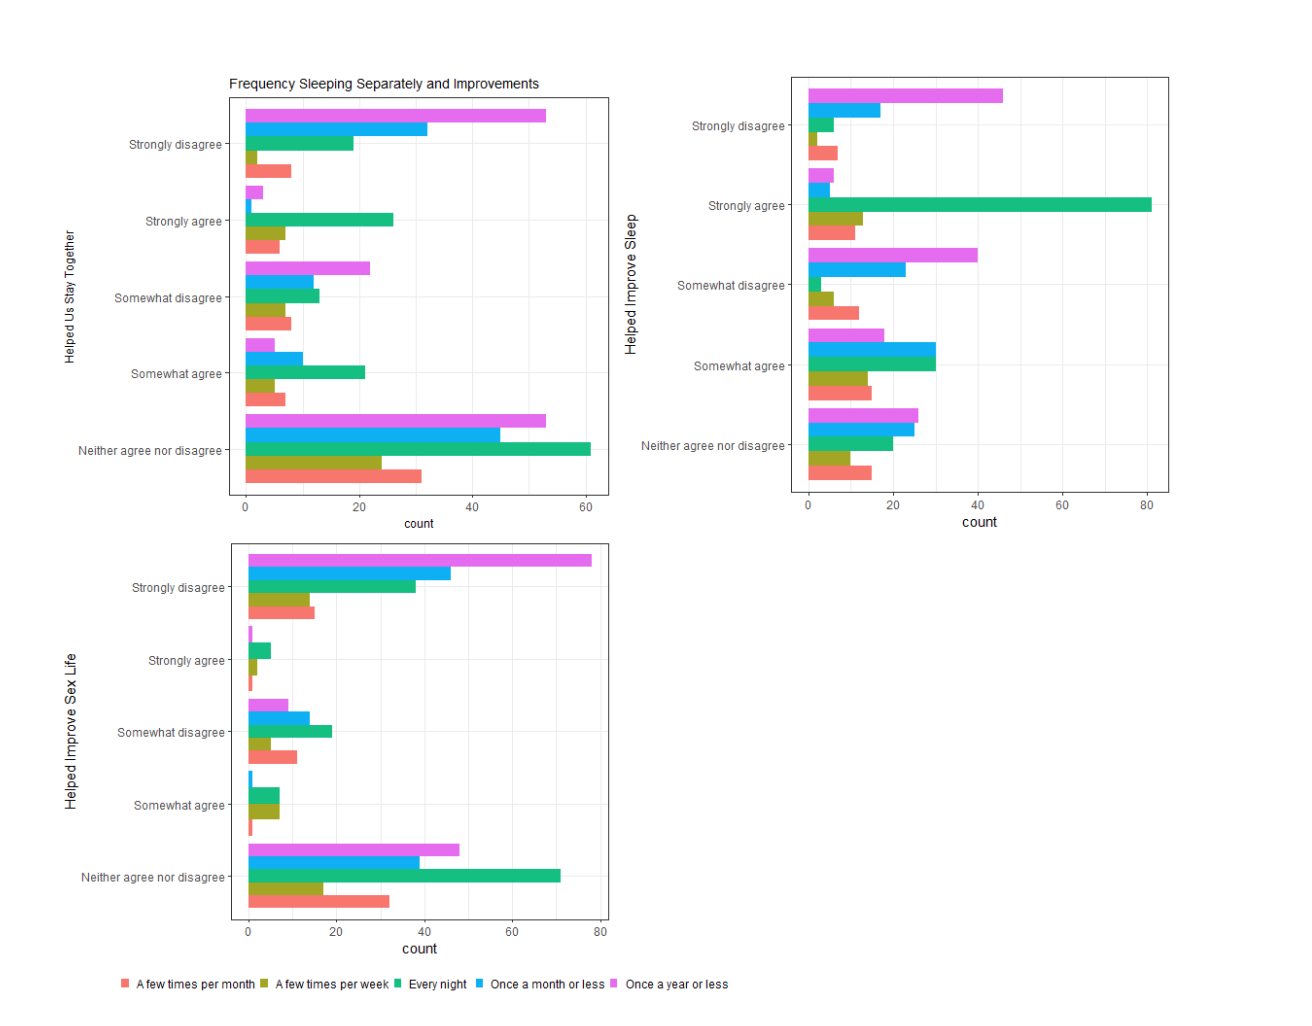 Frequency Sleeping Separately and Improvements
Helped Us Stay Together
Strongly disagree
Strongly agree
Somewhat disagree
Somewhat agree
Neither agree nor disagree
0 20 40 60
count
Helped Improve Sleep
Strongly disagree
Strongly agree
Somewhat disagree
Somewhat agree
Neither agree nor disagree
0 20 40 60 80
count
Helped Improve Sex Life
Strongly disagree
Strongly agree
Somewhat disagree
Somewhat agree
Neither agree nor disagree
0 20 40 60 80
count
A few times per month A few times per week Every night Once a month or less Once a year or less